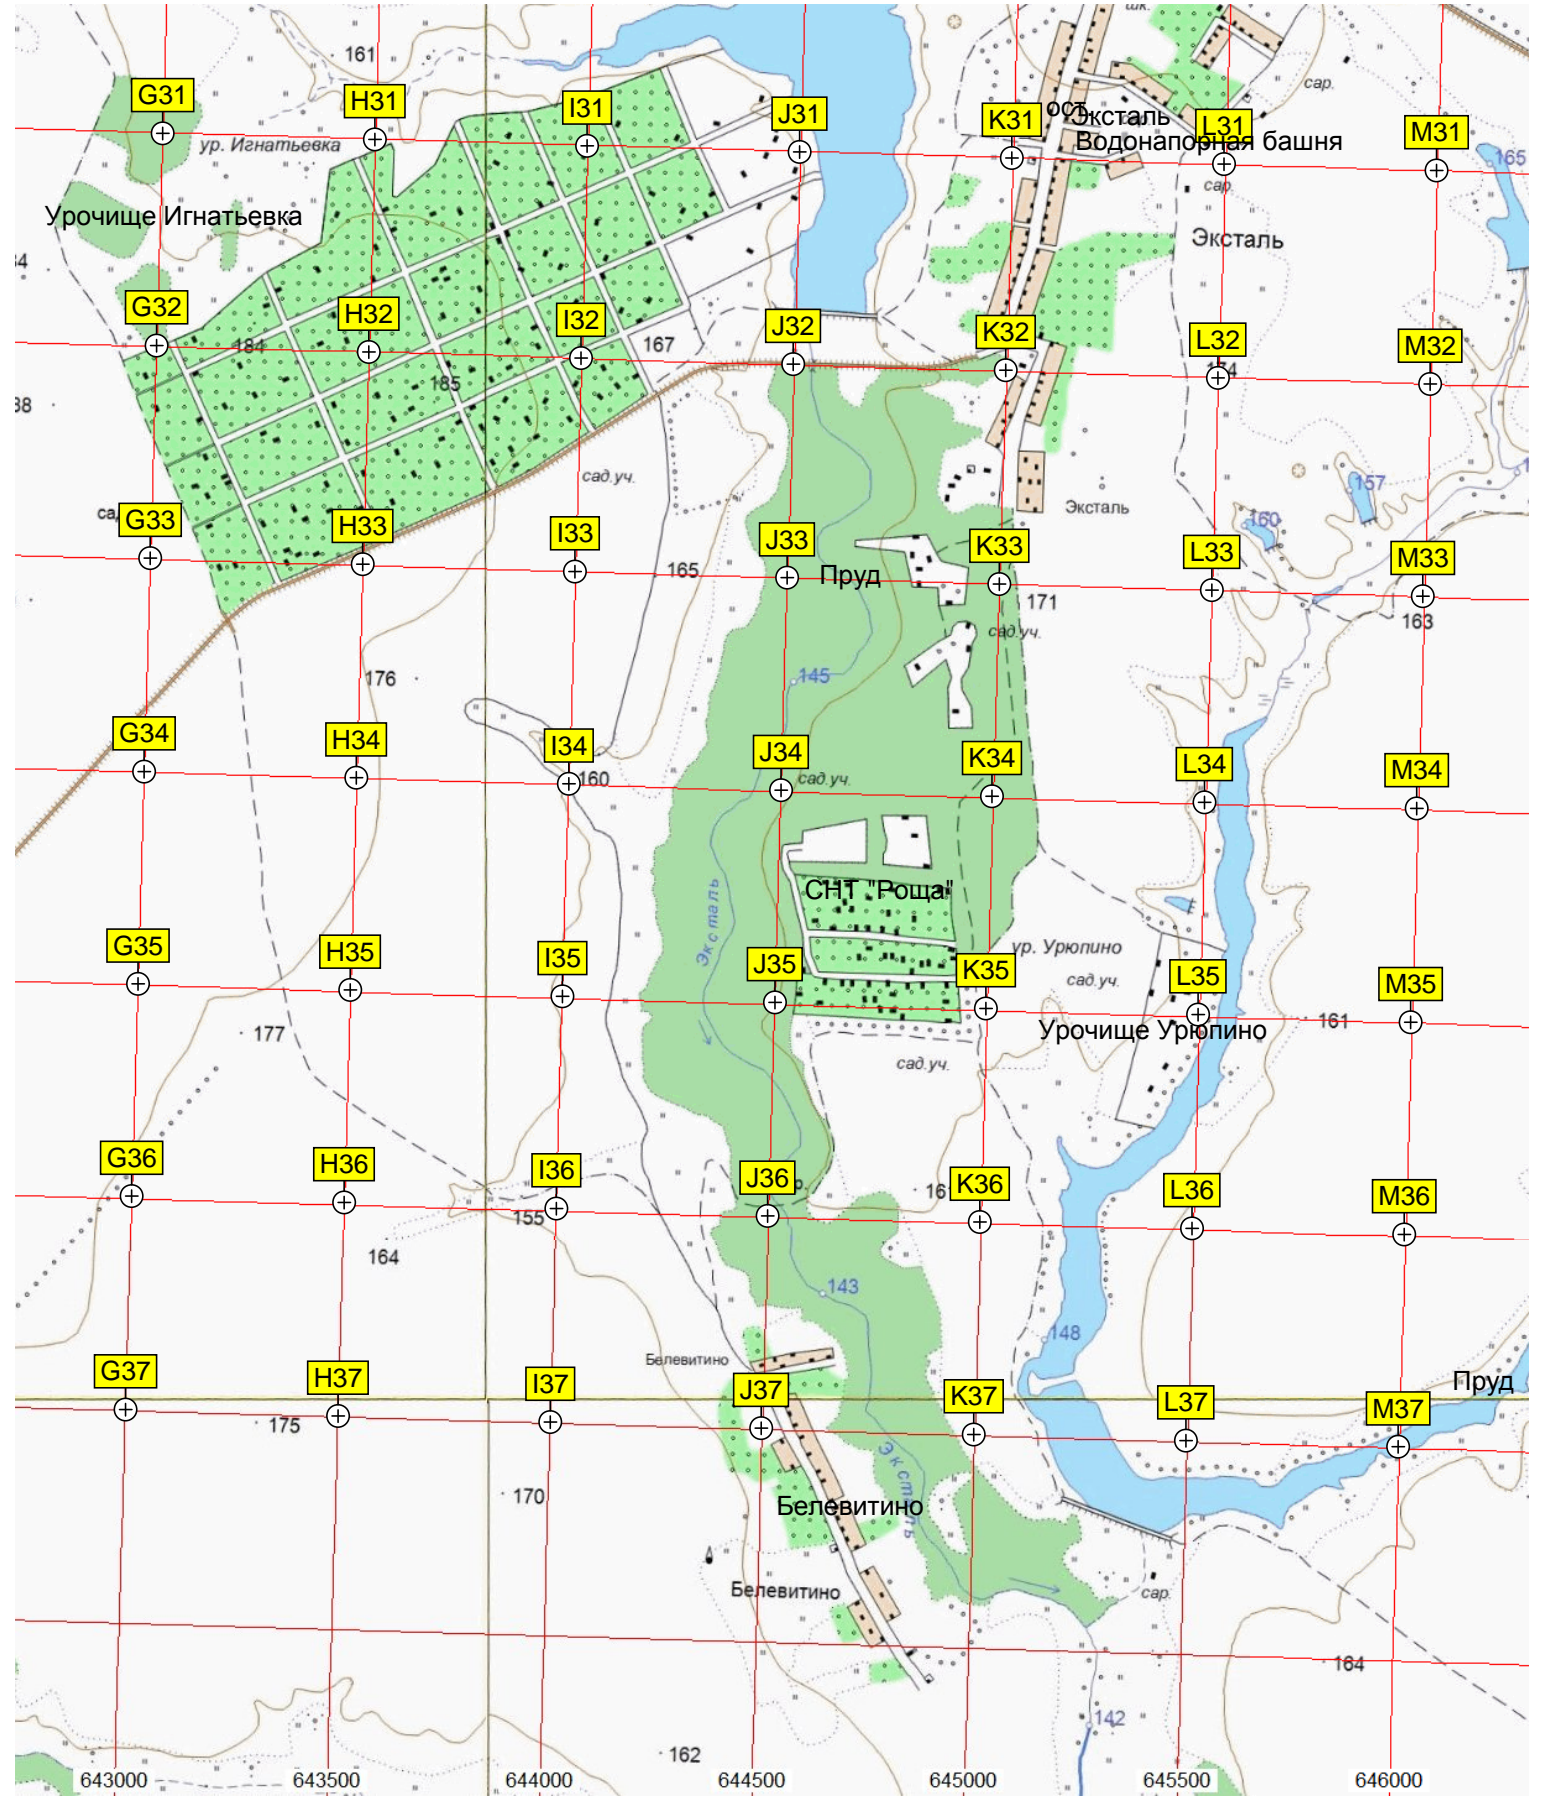 шк.
161
сар.
G31
H31
I31
J31
K31
ост.
Эксталь
L31
M31
Водонапорная башня
ур. Игнатьевка
165
сар.
Урочище Игнатьевка
Эксталь
G32
H32
I32
J32
K32
L32
M32
184
167
185
38
сад.уч.
157
Эксталь
160
G33
H33
I33
J33
K33
L33
M33
165
Пруд
171
163
сад.уч.
176
145
G34
H34
I34
J34
K34
L34
M34
160
сад.уч.
СНТ "Роща"
Эксталь
G35
H35
I35
J35
ур. Урюпино
K35
сад.уч.
L35
M35
177
161
Урочище Урюпино
сад.уч.
G36
H36
I36
J36
K36
L36
M36
155
164
143
148
Белевитино
G37
H37
I37
J37
K37
L37
M37
Пруд
175
Эксталь
170
Белевитино
Белевитино
сар.
164
142
162
643000
643500
644000
644500
645000
645500
646000